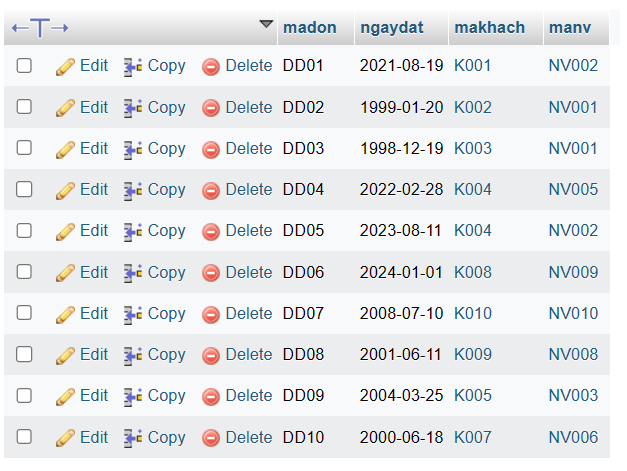 madon ngaydat makhach manv
Edit Copy Delete DD01 2021-08-19 K001 NV002
Edit Copy Delete DD02 1999-01-20 K002 NV001
Edit Copy Delete DD03 1998-12-19 K003 NV001
Edit Copy Delete DD04 2022-02-28 K004 NV005
Edit Copy Delete DD05 2023-08-11 K004 NV002
Edit Copy Delete DD06 2024-01-01 K008 NV009
Edit Copy Delete DD07 2008-07-10 K010 NV010
Edit Copy Delete DD08 2001-06-11 K009 NV008
Edit Copy Delete DD09 2004-03-25 K005 NV003
Edit Copy Delete DD10 2000-06-18 K007 NV006